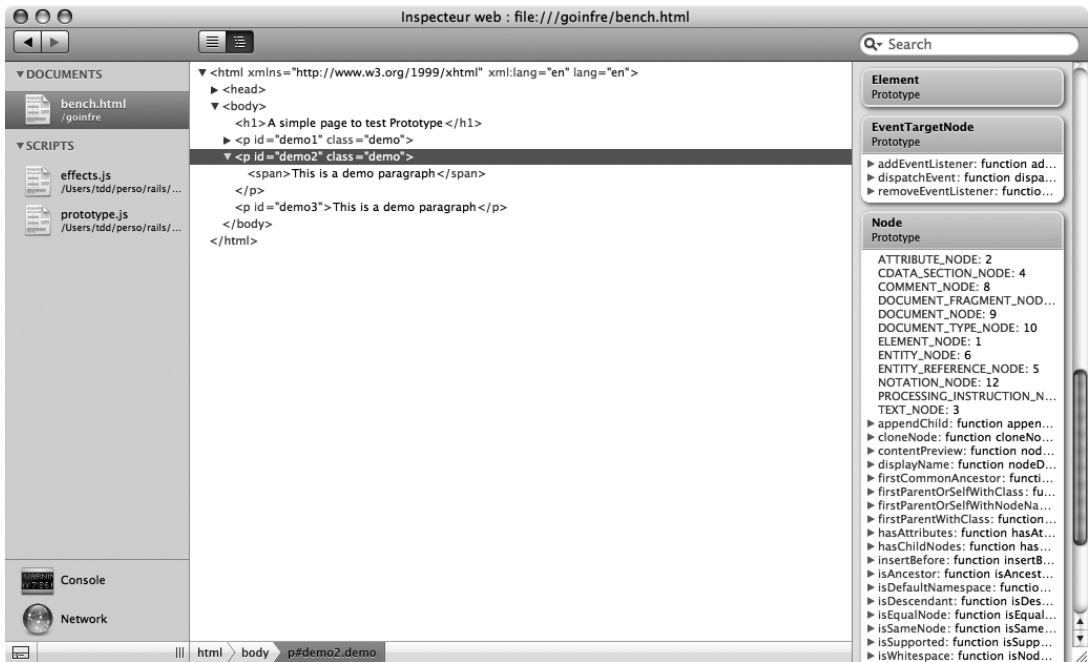 Inspecteur web : file:///goinfre/bench.html
Search
DOCUMENTS
bench.html
/goinfre
SCRIPTS
effects.js
/Users/tdd/perso/rails/...
prototype.js
/Users/tdd/perso/rails/...
Console
Network
<html xmlns="http://www.w3.org/1999/xhtml" xml:lang="en" lang="en">
<head>
<body>
<h1>A simple page to test Prototype</h1>
<p id="demo1" class="demo">
<p id="demo2" class="demo">
<span>This is a demo paragraph</span>
</p>
<p id="demo3">This is a demo paragraph</p>
</body>
</html>
html body p#demo2.demo
Element
Prototype
EventTargetNode
Prototype
addEventListener: function ad...
dispatchEvent: function dispa...
removeEventListener: functio...
Node
Prototype
ATTRIBUTE_NODE: 2
CDATA_SECTION_NODE: 4
COMMENT_NODE: 8
DOCUMENT_FRAGMENT_NOD...
DOCUMENT_NODE: 9
DOCUMENT_TYPE_NODE: 10
ELEMENT_NODE: 1
ENTITY_NODE: 6
ENTITY_REFERENCE_NODE: 5
NOTATION_NODE: 12
PROCESSING_INSTRUCTION_N...
TEXT_NODE: 3
appendChild: function appen...
cloneNode: function cloneNo...
contentPreview: function nod...
displayName: function nodeD...
firstCommonAncestor: functi...
firstParentOrSelfWithClass: fu...
firstParentOrSelfWithNodeNa...
firstParentWithClass: function...
hasAttributes: function hasAt...
hasChildNodes: function has...
insertBefore: function insertB...
isAncestor: function isAncest...
isDefaultNamespace: functio...
isDescendant: function isDes...
isEqualNode: function isEqual...
isSameNode: function isSame...
isSupported: function isSupp...
isWhitespace: function isNod...